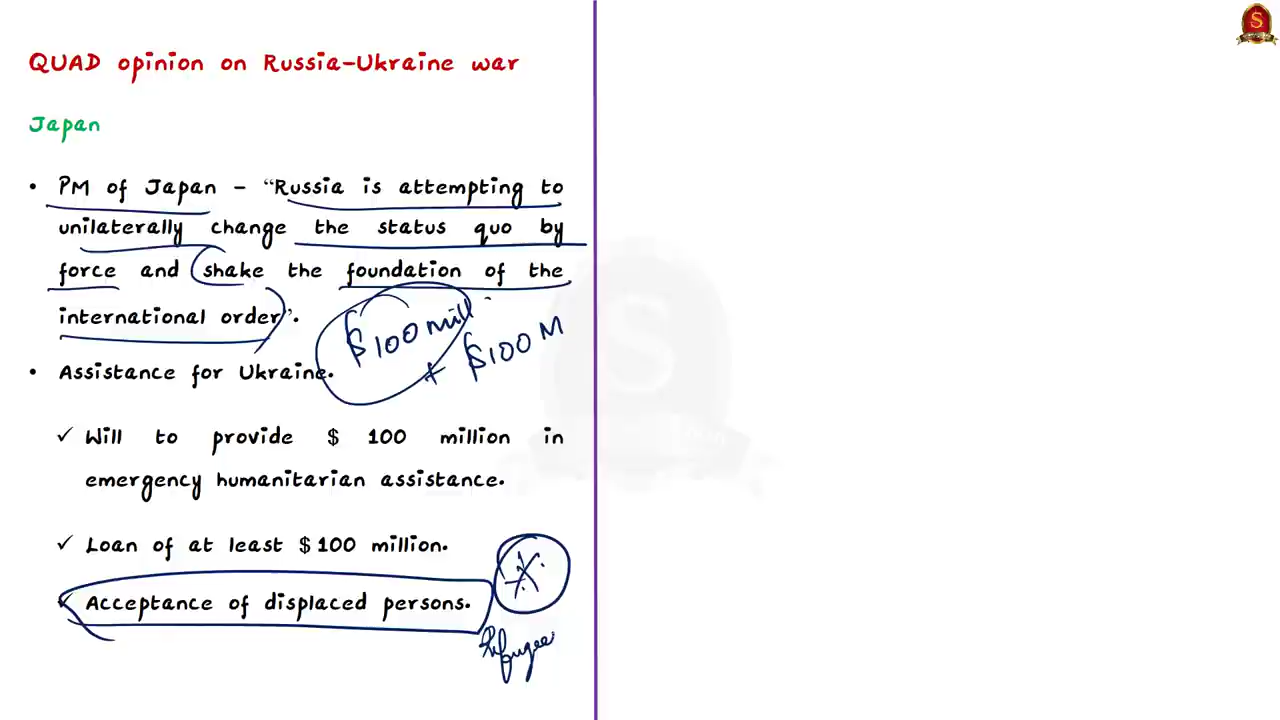 QUAD opinion on Russia-Ukraine war
Japan
• PM of Japan – "Russia is attempting to
unilaterally change the status quo by
force and shake the foundation of the
international order".
$100 mill
+ $100 M
• Assistance for Ukraine.
✓ Will to provide $ 100 million in
emergency humanitarian assistance.
✓ Loan of at least $100 million.
✓ Acceptance of displaced persons.
Refugee
S